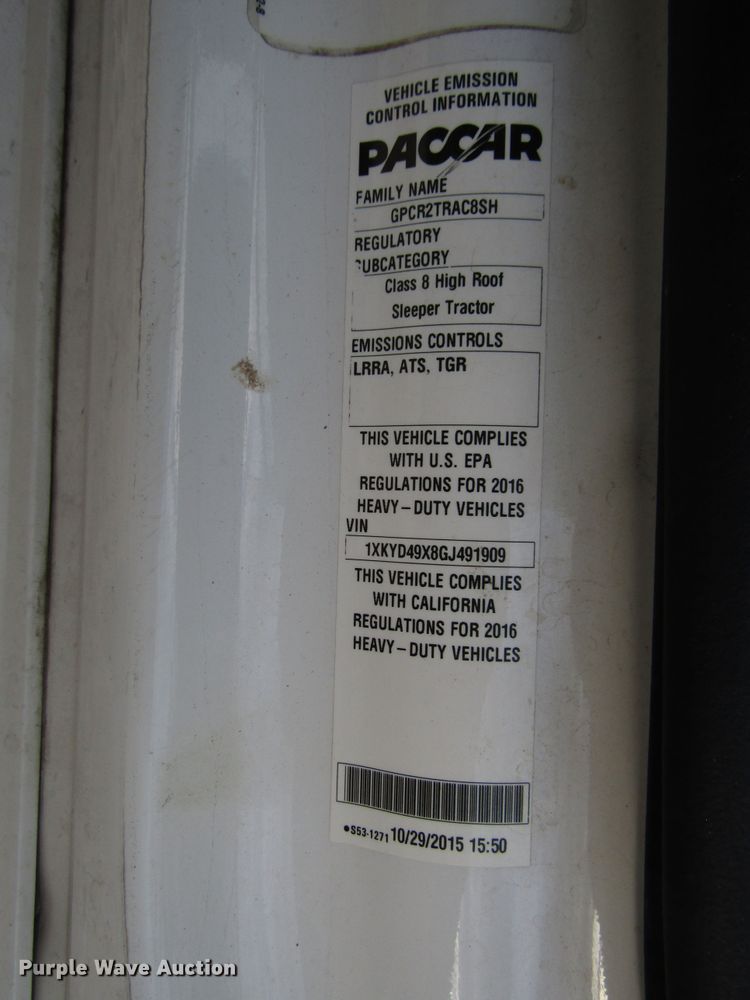 VEHICLE EMISSION
CONTROL INFORMATION
PACCAR
FAMILY NAME
GPCR2TRAC8SH
REGULATORY
SUBCATEGORY
Class 8 High Roof
Sleeper Tractor
EMISSIONS CONTROLS
LRRA, ATS, TGR
THIS VEHICLE COMPLIES
WITH U.S. EPA
REGULATIONS FOR 2016
HEAVY-DUTY VEHICLES
VIN
1XKYD49X8GJ491909
THIS VEHICLE COMPLIES
WITH CALIFORNIA
REGULATIONS FOR 2016
HEAVY-DUTY VEHICLES
•S53-1271 10/29/2015 15:50
Purple Wave Auction